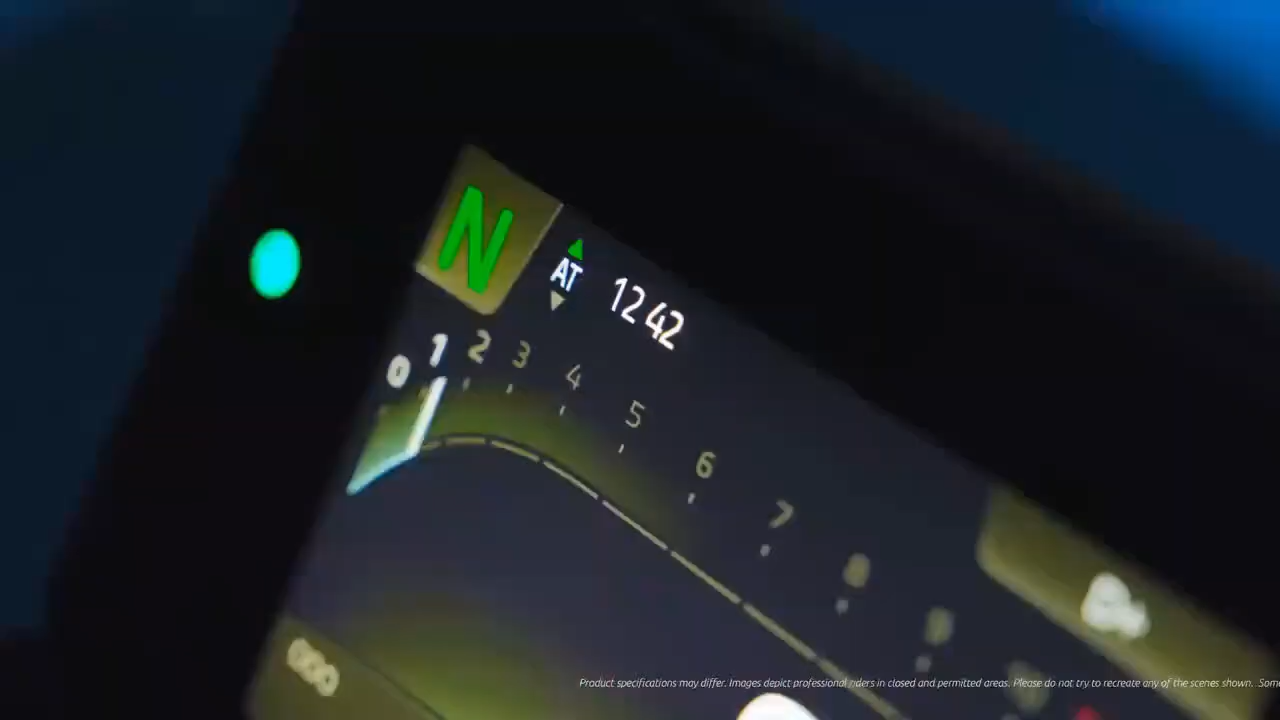 N
AT
12 42
0 1 2 3 4 5 6 7 8
Product specifications may differ. Images depict professional riders in closed and permitted areas. Please do not try to recreate any of the scenes shown.